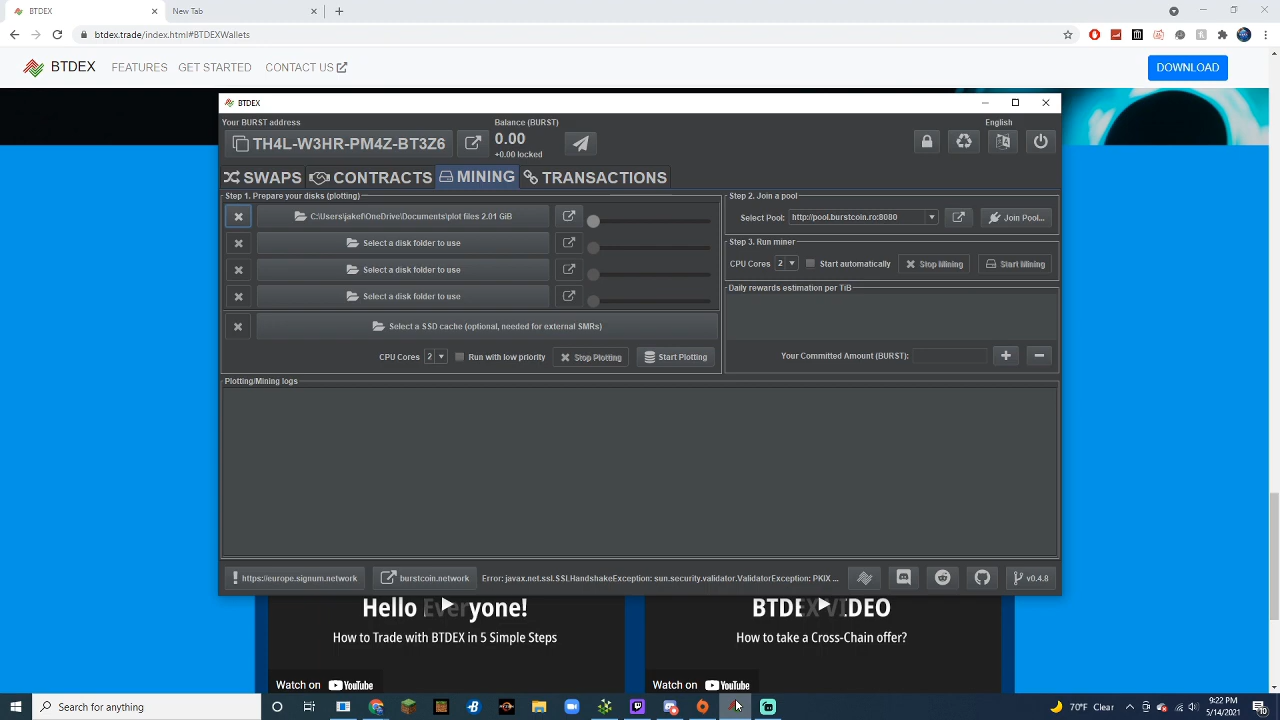 BTDEX
New Tab
btdex.trade/index.html#BTDEXWallets
BTDEX FEATURES GET STARTED CONTACT US DOWNLOAD
BTDEX
Your BURST address Balance (BURST) English
TH4L-W3HR-PM4Z-BT3Z6 0.00
+0.00 locked
SWAPS CONTRACTS MINING TRANSACTIONS
Step 1. Prepare your disks (plotting)
C:\Users\jakef\OneDrive\Documents\plot files 2.01 GiB
Select a disk folder to use
Select a disk folder to use
Select a disk folder to use
Select a SSD cache (optional, needed for external SMRs)
CPU Cores 2 Run with low priority Stop Plotting Start Plotting
Step 2. Join a pool
Select Pool: http://pool.burstcoin.ro:8080 Join Pool...
Step 3. Run miner
CPU Cores 2 Start automatically Stop Mining Start Mining
Daily rewards estimation per TiB
Your Committed Amount (BURST):
Plotting/Mining logs
https://europe.signum.network burstcoin.network Error: javax.net.ssl.SSLHandshakeException: sun.security.validator.ValidatorException: PKIX ... v0.4.8
Hello Everyone!
How to Trade with BTDEX in 5 Simple Steps
Watch on YouTube
BTDEX VIDEO
How to take a Cross-Chain offer?
Watch on YouTube
Search for anything
70°F Clear
9:22 PM
5/14/2021